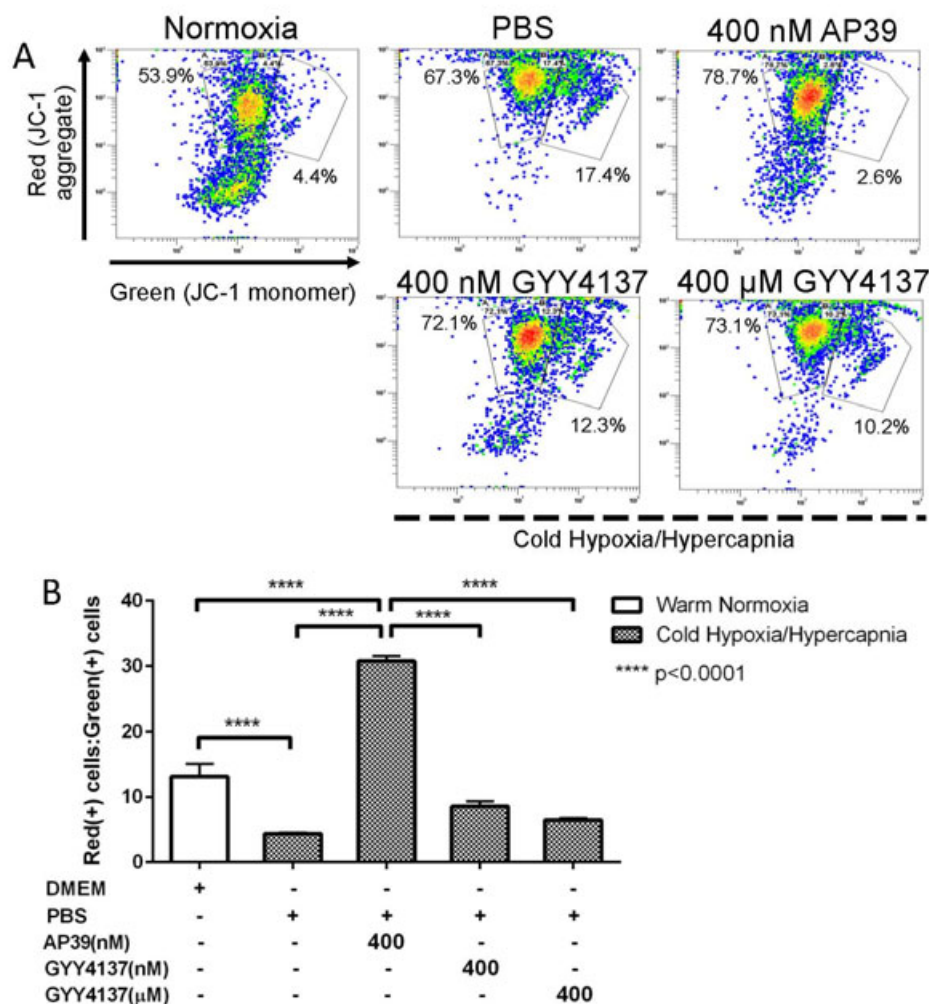 A
Normoxia
PBS
400 nM AP39
Red (JC-1
aggregate)
53.9%
4.4%
67.3%
17.4%
78.7%
2.6%
Green (JC-1 monomer)
400 nM GYY4137
400 µM GYY4137
72.1%
12.3%
73.1%
10.2%
Cold Hypoxia/Hypercapnia
B
Red(+) cells:Green(+) cells
40
30
20
10
0
****
****
****
****
****
Warm Normoxia
Cold Hypoxia/Hypercapnia
**** p<0.0001
DMEM + - - - -
PBS - + + + +
AP39(nM) - - 400 - -
GYY4137(nM) - - - 400 -
GYY4137(µM) - - - - 400